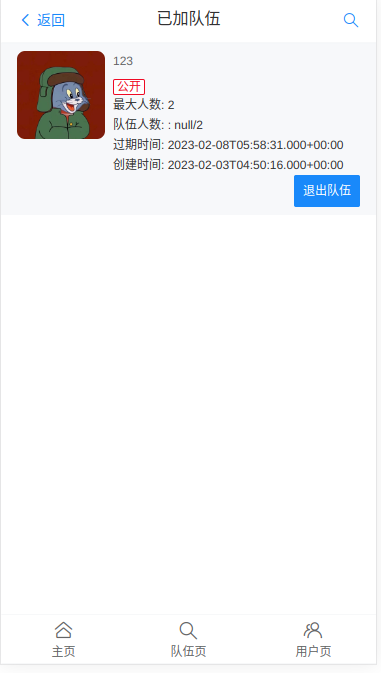 返回
已加队伍
123
公开
最大人数: 2
队伍人数: : null/2
过期时间: 2023-02-08T05:58:31.000+00:00
创建时间: 2023-02-03T04:50:16.000+00:00
退出队伍
主页
队伍页
用户页